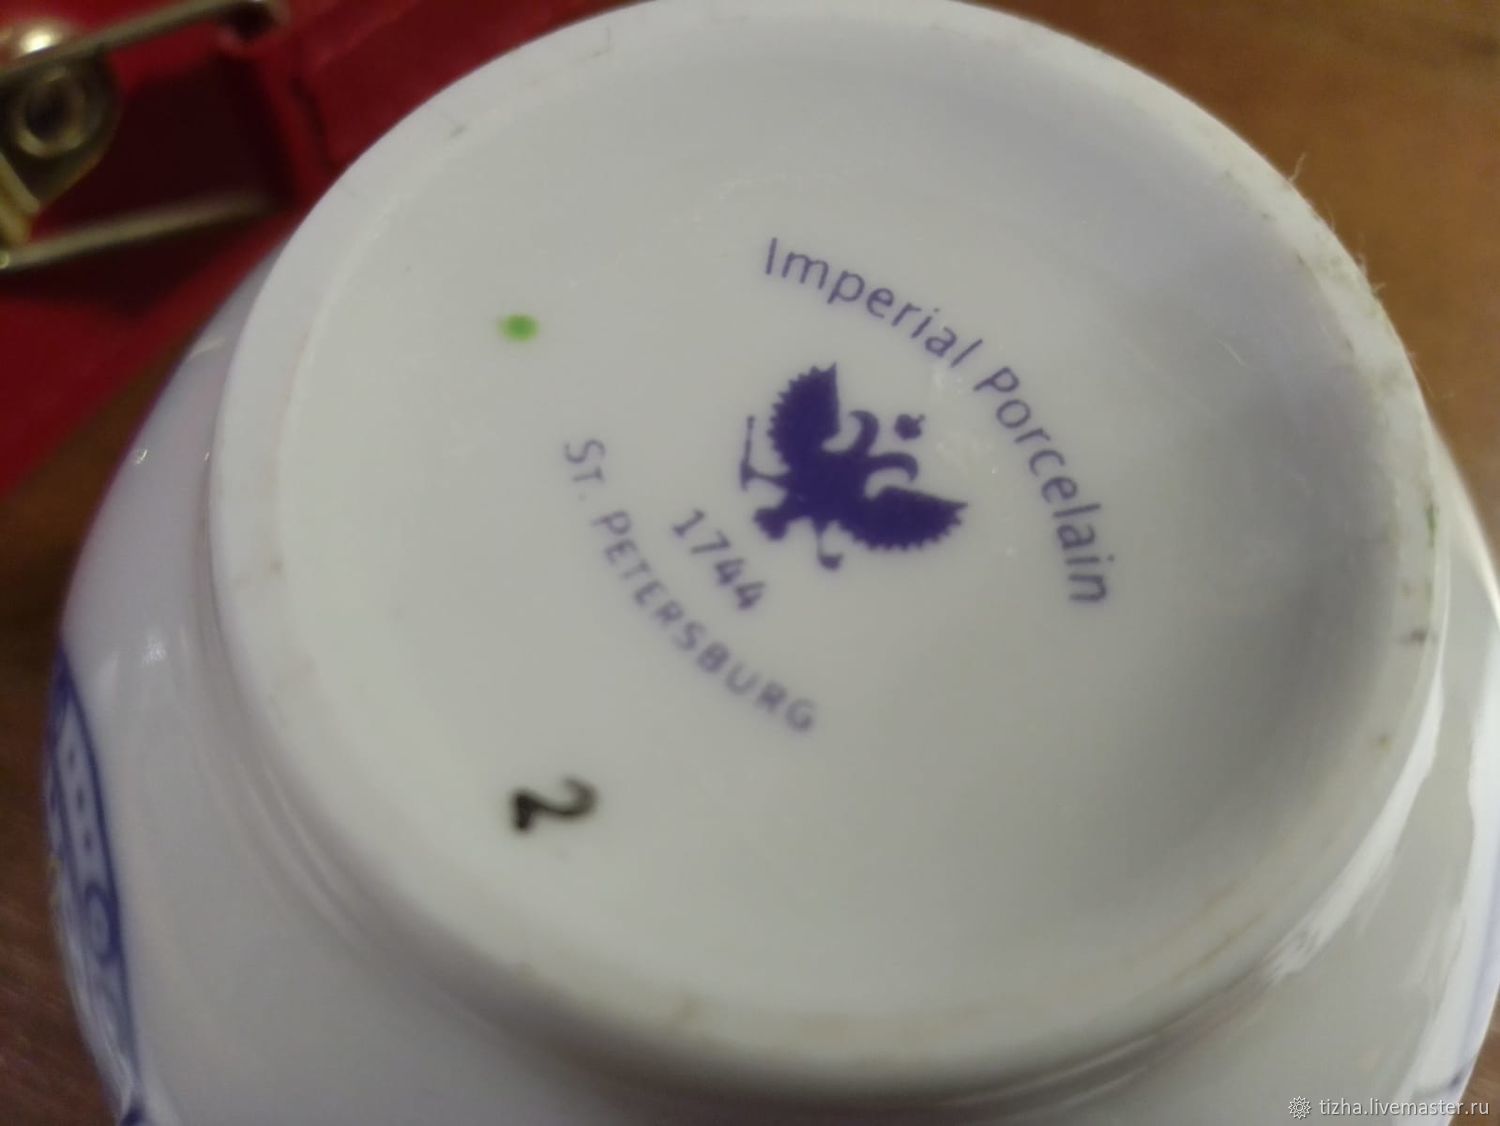 Imperial Porcelain
1744
ST. PETERSBURG
2
tizha.livemaster.ru